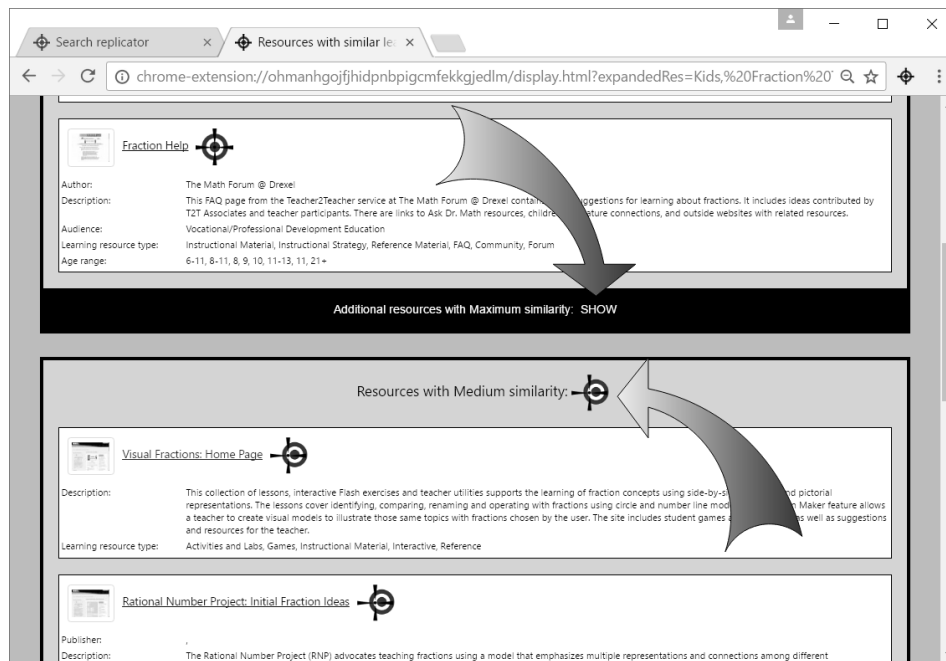 Search replicator
Resources with similar le
chrome-extension://ohmanhgojfjhidpnbpigcmfekkgjedlm/display.html?expandedRes=Kids,%20Fraction%20
Fraction Help
Author: The Math Forum @ Drexel
Description: This FAQ page from the Teacher2Teacher service at The Math Forum @ Drexel uggestions for learning about fractions. It includes ideas contributed by
T2T Associates and teacher participants. There are links to Ask Dr. Math resources, ature connections, and outside websites with related resources.
Audience: Vocational/Professional Development Education
Learning resource type: Instructional Material, Instructional Strategy, Reference Material, FAQ, Community, Forum
Age range: 6-11, 8-11, 8, 9, 10, 11-13, 11, 21+
Additional resources with Maximum similarity: SHOW
Resources with Medium similarity:
Visual Fractions: Home Page
Description: This collection of lessons, interactive Flash exercises and teacher utilities supports the learning of fraction concepts using nd pictorial
representations. The lessons cover identifying, comparing, renaming and operating with fractions using circle and number line Maker feature allows
a teacher to create visual models to illustrate those same topics with fractions chosen by the user. The site includes student games as well as suggestions
and resources for the teacher.
Learning resource type: Activities and Labs, Games, Instructional Material, Interactive, Reference
Rational Number Project: Initial Fraction Ideas
Publisher: ,
Description: The Rational Number Project (RNP) advocates teaching fractions using a model that emphasizes multiple representations and connections among different